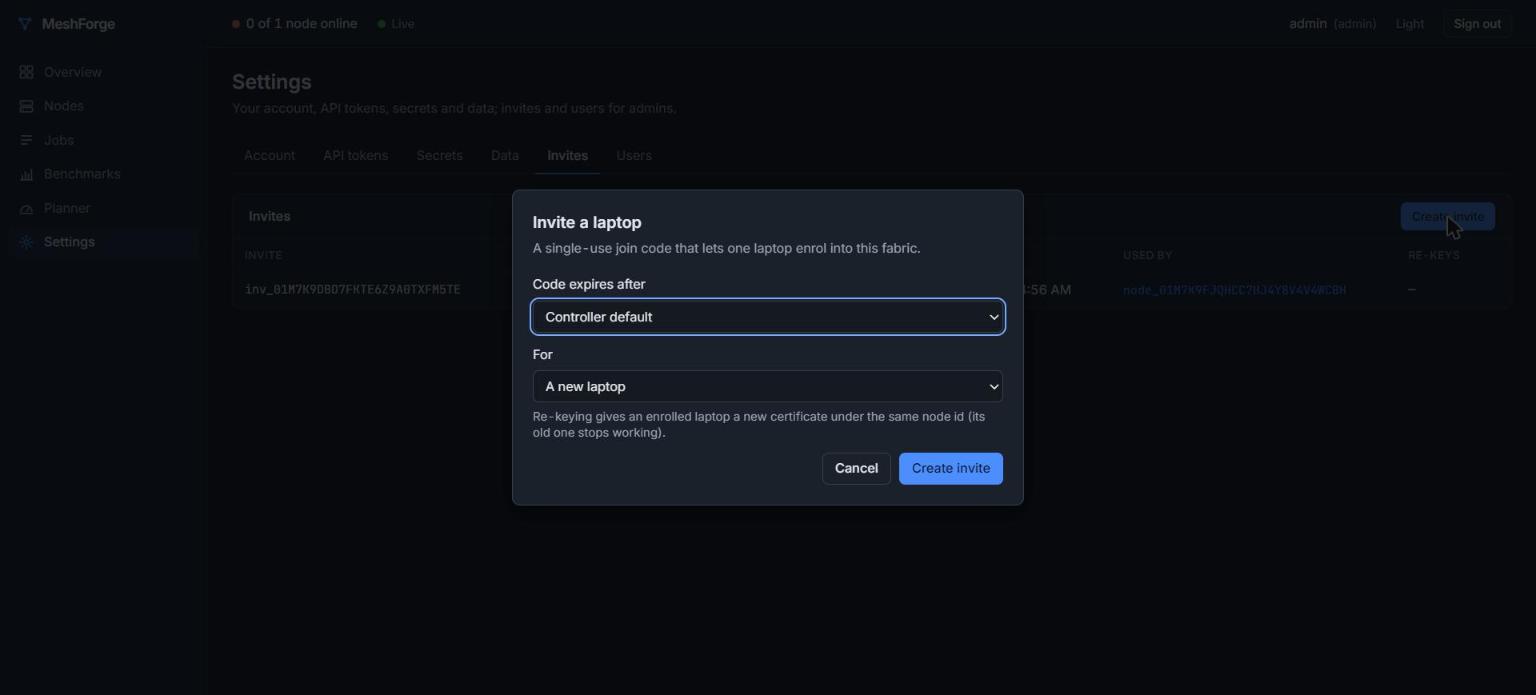 MeshForge
0 of 1 node online
Live
admin (admin)
Light
Sign out
Overview
Nodes
Jobs
Benchmarks
Planner
Settings
Settings
Your account, API tokens, secrets and data; invites and users for admins.
Account
API tokens
Secrets
Data
Invites
Users
Invites
Create invite
INVITE
USED BY
RE-KEYS
:56 AM
–
Invite a laptop
A single-use join code that lets one laptop enrol into this fabric.
Code expires after
Controller default
For
A new laptop
Re-keying gives an enrolled laptop a new certificate under the same node id (its
old one stops working).
Cancel
Create invite